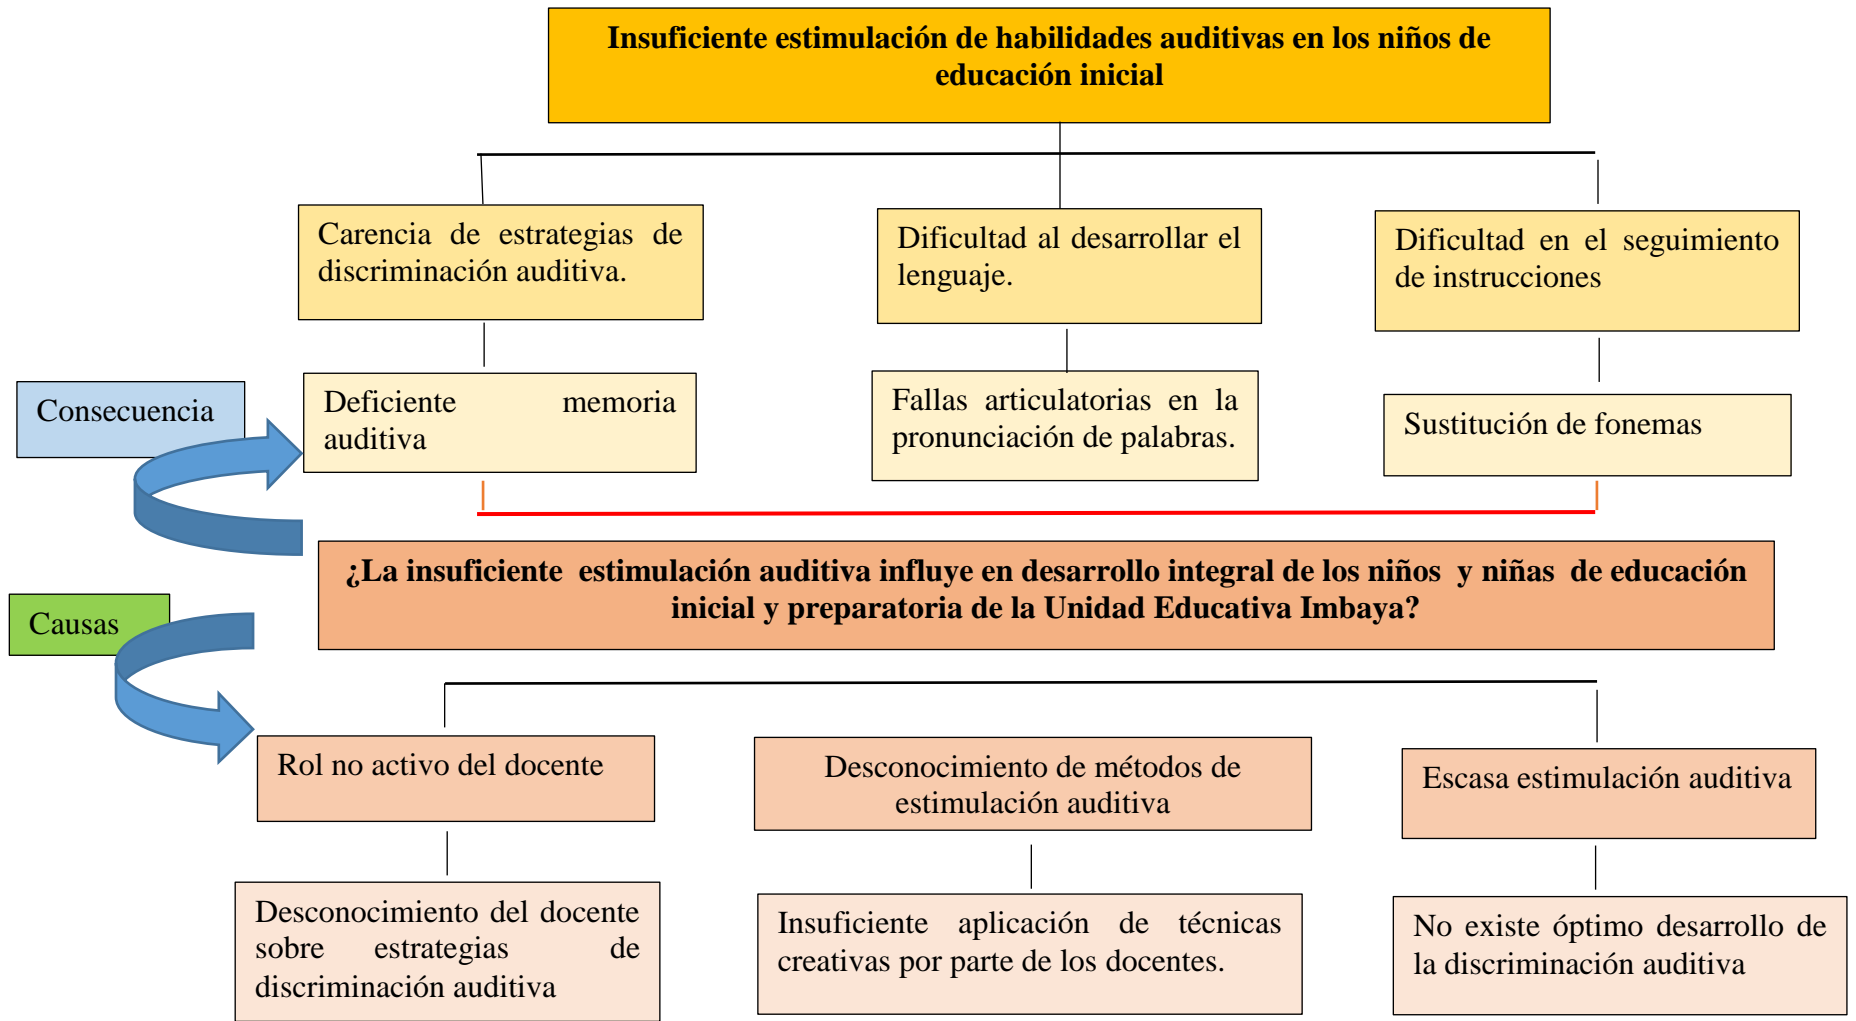 Insuficiente estimulación de habilidades auditivas en los niños de
educación inicial
Carencia de estrategias de
discriminación auditiva.
Dificultad al desarrollar el
lenguaje.
Dificultad en el seguimiento
de instrucciones
Consecuencia
Deficiente memoria
auditiva
Fallas articulatorias en la
pronunciación de palabras.
Sustitución de fonemas
¿La insuficiente estimulación auditiva influye en desarrollo integral de los niños y niñas de educación
inicial y preparatoria de la Unidad Educativa Imbaya?
Causas
Rol no activo del docente
Desconocimiento de métodos de
estimulación auditiva
Escasa estimulación auditiva
Desconocimiento del docente
sobre estrategias de
discriminación auditiva
Insuficiente aplicación de técnicas
creativas por parte de los docentes.
No existe óptimo desarrollo de
la discriminación auditiva